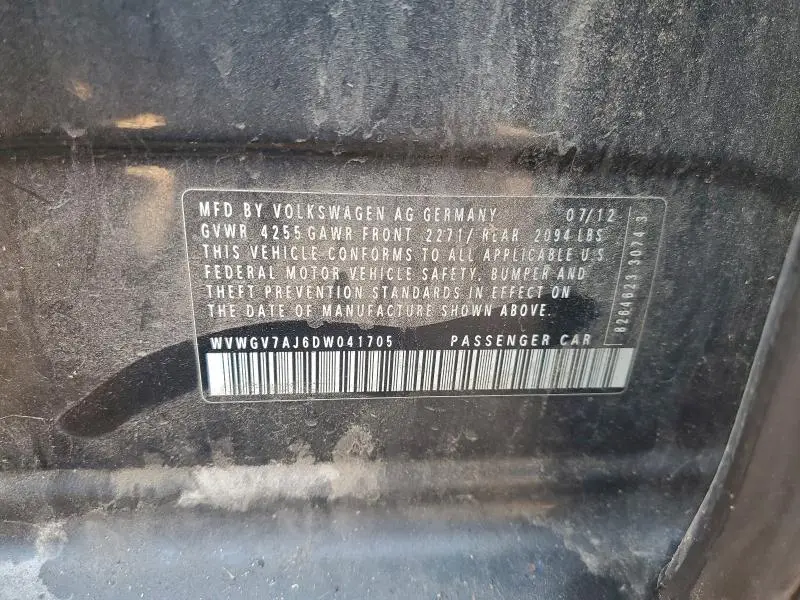 MFD BY VOLKSWAGEN AG GERMANY 07/12
GVWR 4255 GAWR FRONT 2271/ REAR 2094 LBS
THIS VEHICLE CONFORMS TO ALL APPLICABLE U.S.
FEDERAL MOTOR VEHICLE SAFETY, BUMPER AND
THEFT PREVENTION STANDARDS IN EFFECT ON
THE DATE OF MANUFACTURE SHOWN ABOVE.
WVWGV7AJ6DW041705 PASSENGER CAR